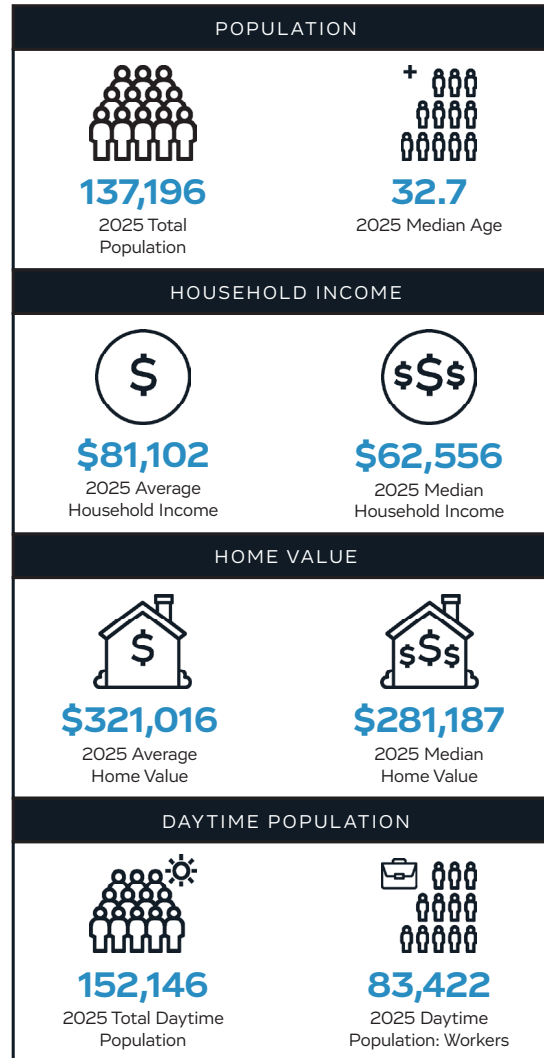 POPULATION
137,196
2025 Total
Population
32.7
2025 Median Age
HOUSEHOLD INCOME
$
$81,102
2025 Average
Household Income
$$$
$62,556
2025 Median
Household Income
HOME VALUE
$
$321,016
2025 Average
Home Value
$$$
$281,187
2025 Median
Home Value
DAYTIME POPULATION
152,146
2025 Total Daytime
Population
83,422
2025 Daytime
Population: Workers